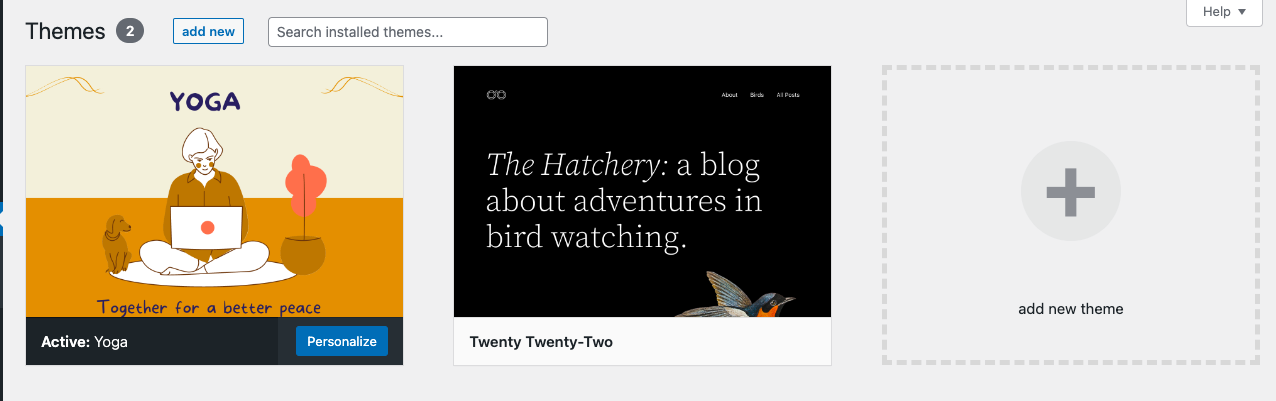 Themes 2 add new Search installed themes... Help
YOGA
Together for a better peace
Active: Yoga Personalize
About Birds All Posts
The Hatchery: a blog
about adventures in
bird watching.
Twenty Twenty-Two
add new theme